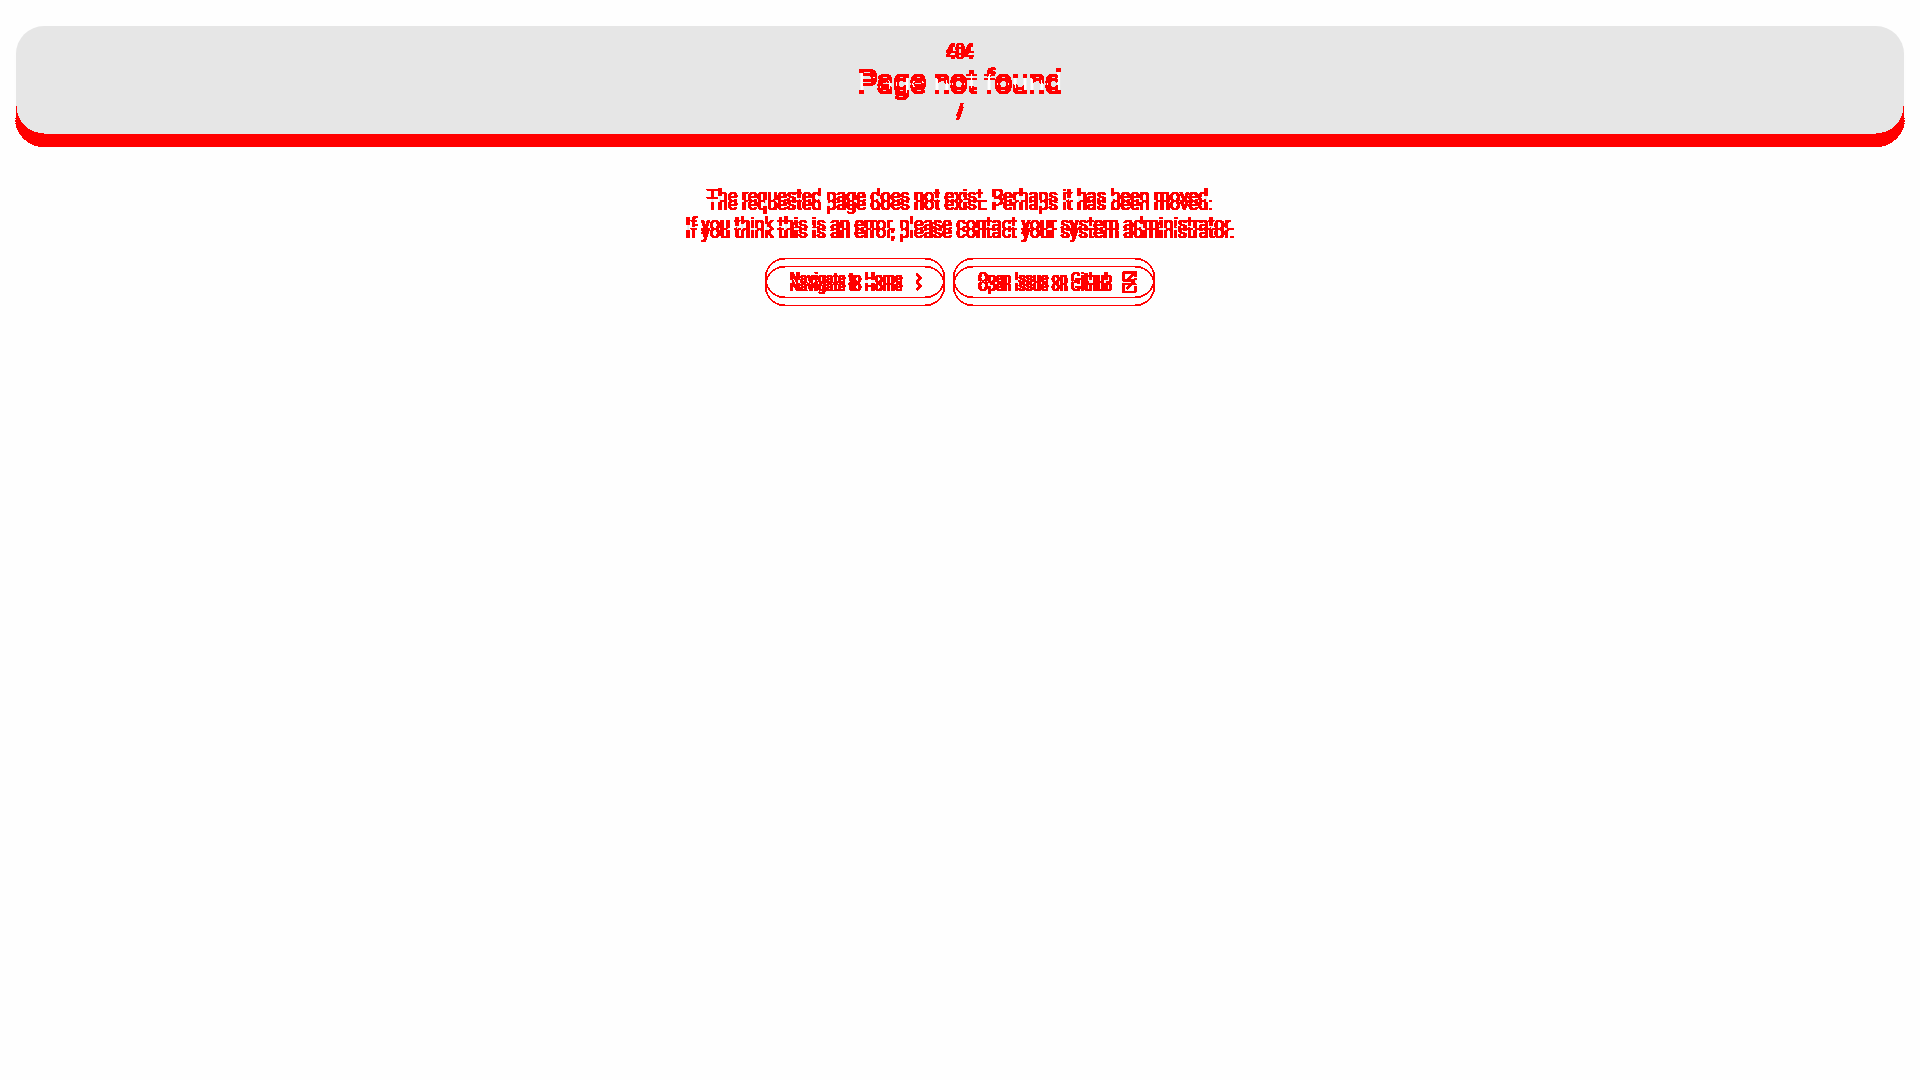 404
Page not found
/
The requested page does not exist. Perhaps it has been moved.
If you think this is an error, please contact your system administrator.
Navigate to Home
Open Issue on GitHub